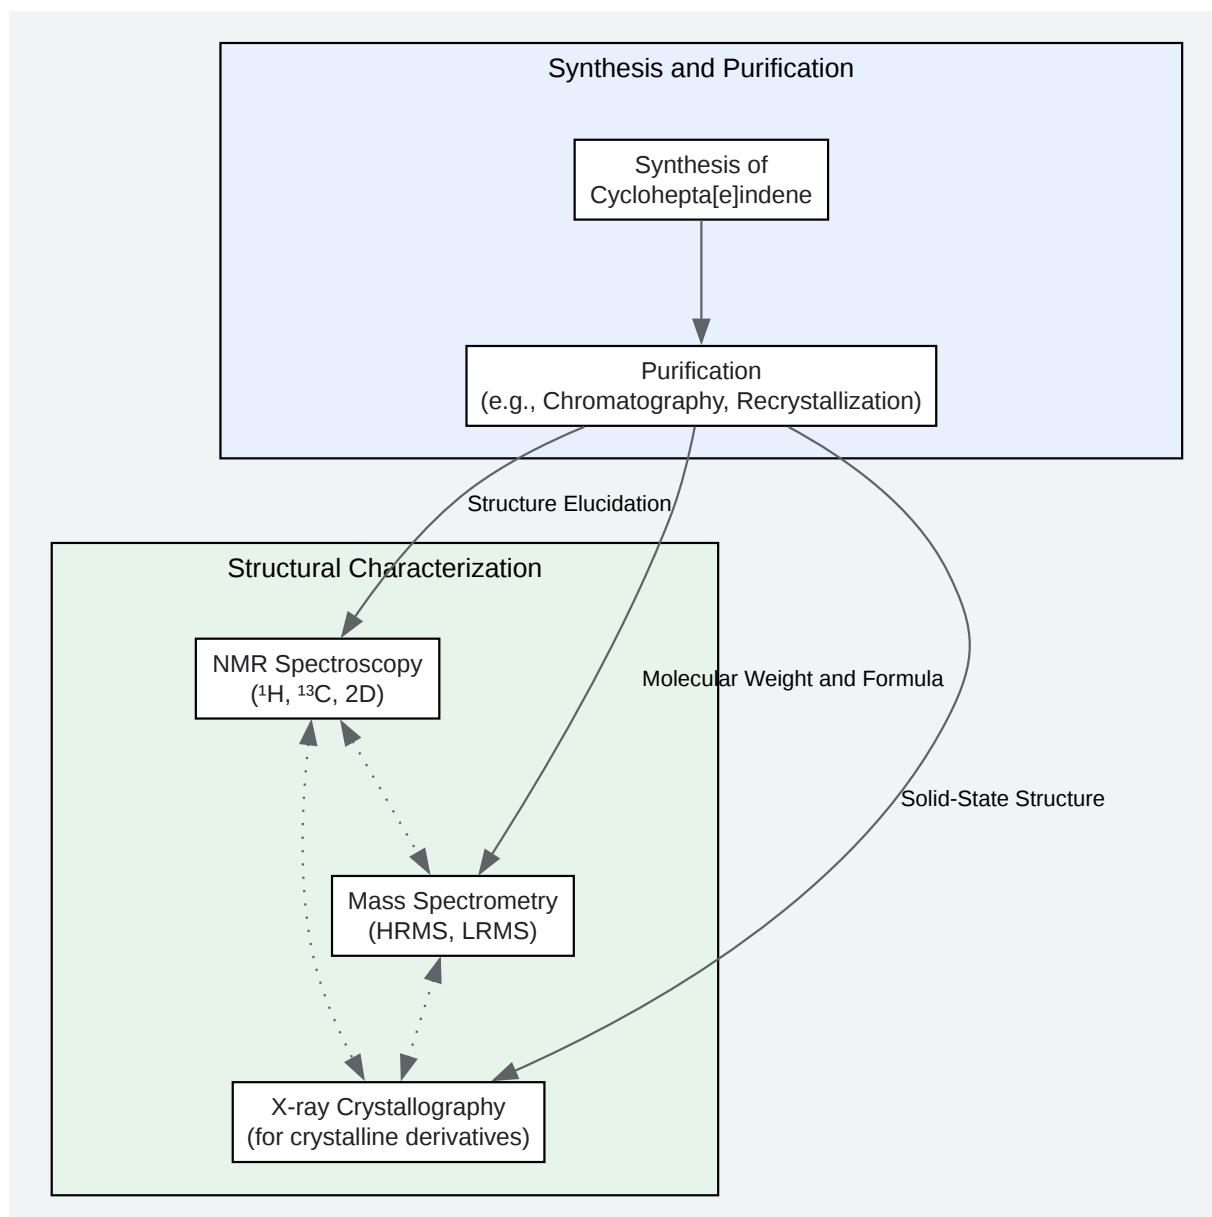 Synthesis and Purification
Synthesis of
Cyclohepta[e]indene
Purification
(e.g., Chromatography, Recrystallization)
Structure Elucidation
Structural Characterization
NMR Spectroscopy
(¹H, ¹³C, 2D)
Molecular Weight and Formula
Solid-State Structure
Mass Spectrometry
(HRMS, LRMS)
X-ray Crystallography
(for crystalline derivatives)